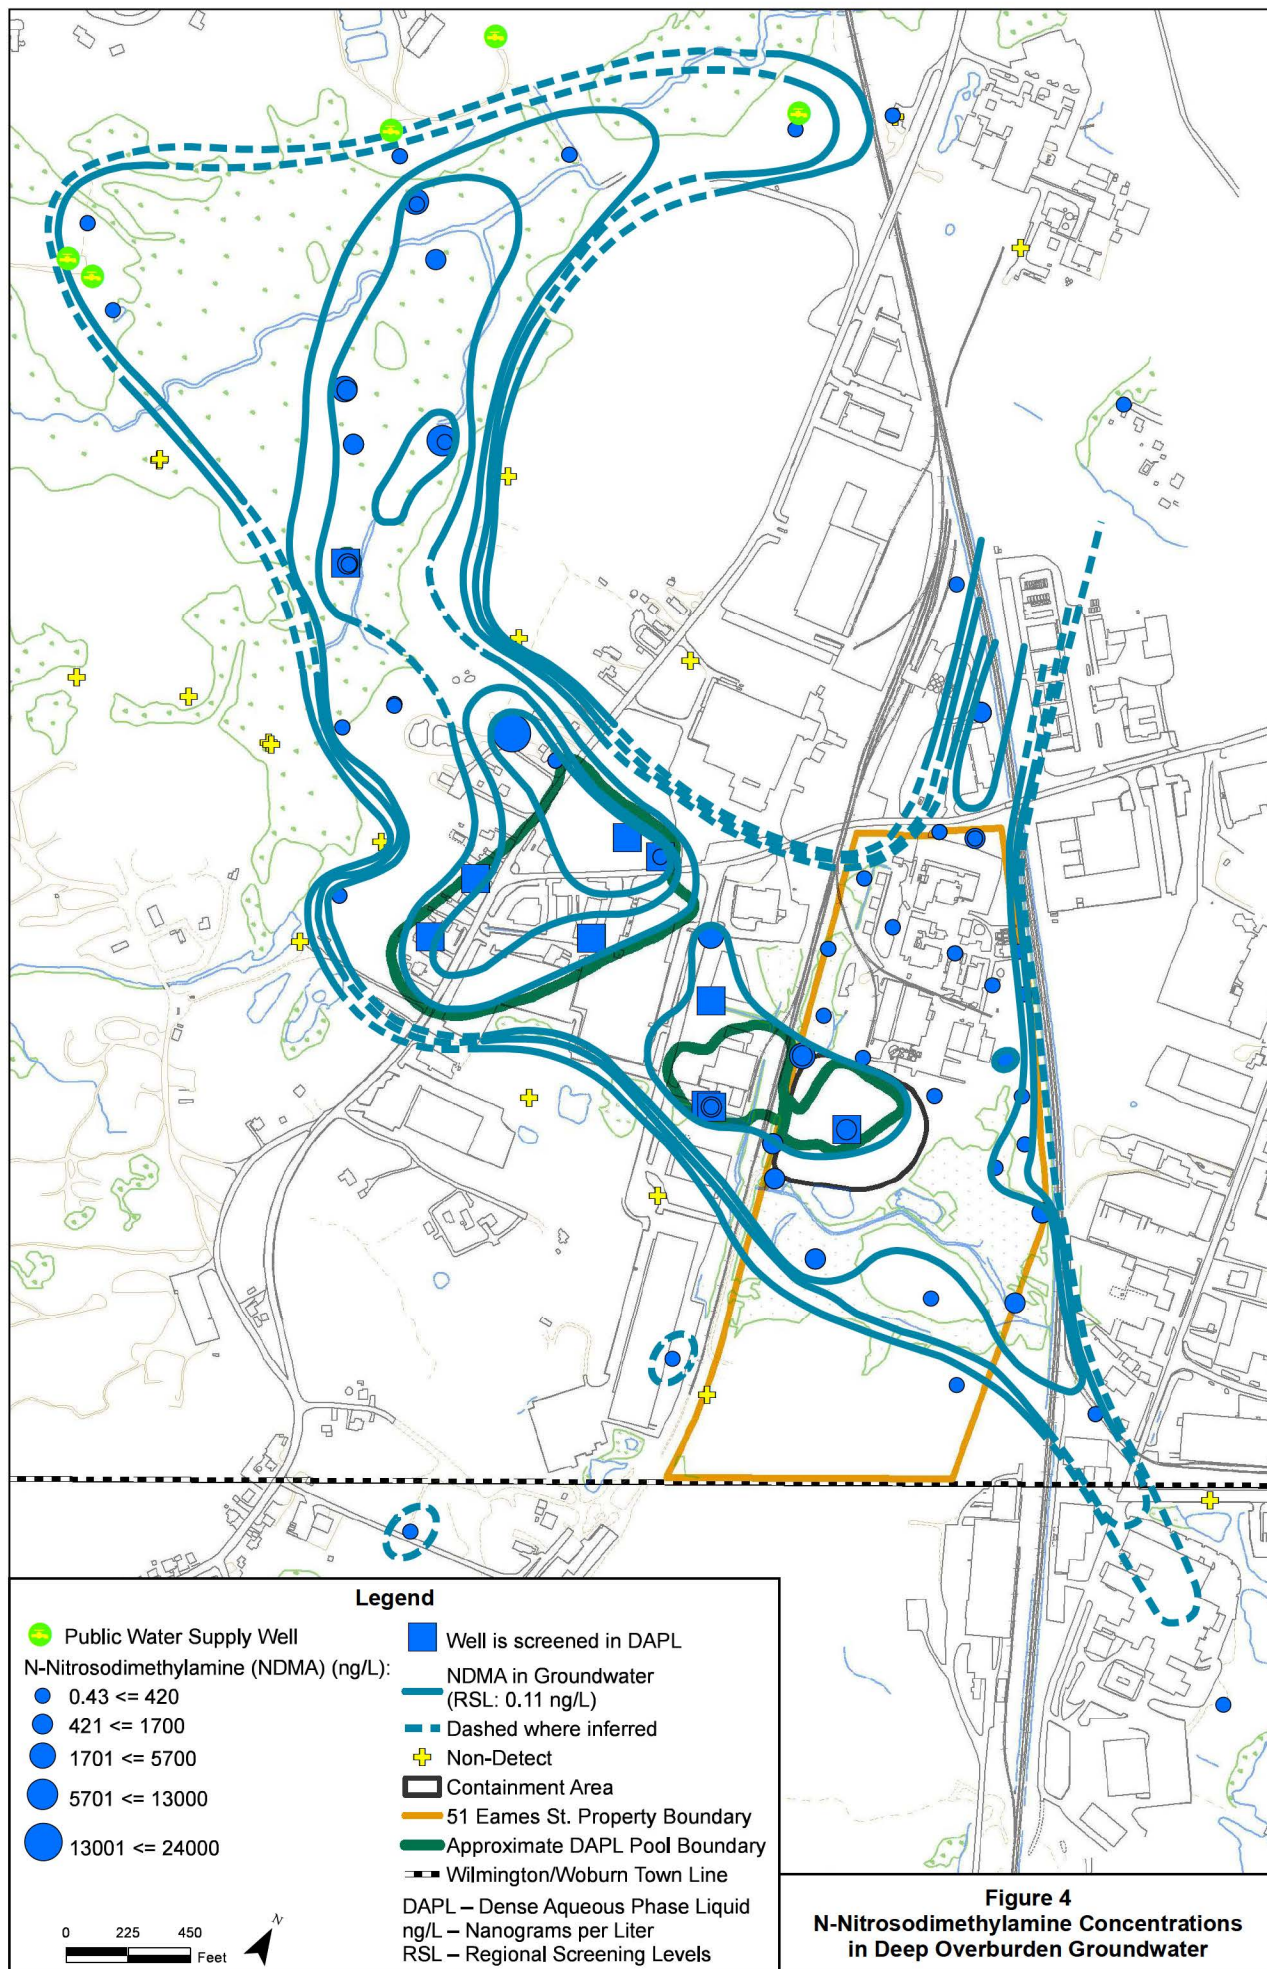 Legend
Public Water Supply Well
N-Nitrosodimethylamine (NDMA) (ng/L):
0.43 <= 420
421 <= 1700
1701 <= 5700
5701 <= 13000
13001 <= 24000
Well is screened in DAPL
NDMA in Groundwater
(RSL: 0.11 ng/L)
Dashed where inferred
Non-Detect
Containment Area
51 Eames St. Property Boundary
Approximate DAPL Pool Boundary
Wilmington/Woburn Town Line
DAPL – Dense Aqueous Phase Liquid
ng/L – Nanograms per Liter
RSL – Regional Screening Levels
0 225 450
Feet
N
Figure 4
N-Nitrosodimethylamine Concentrations
in Deep Overburden Groundwater